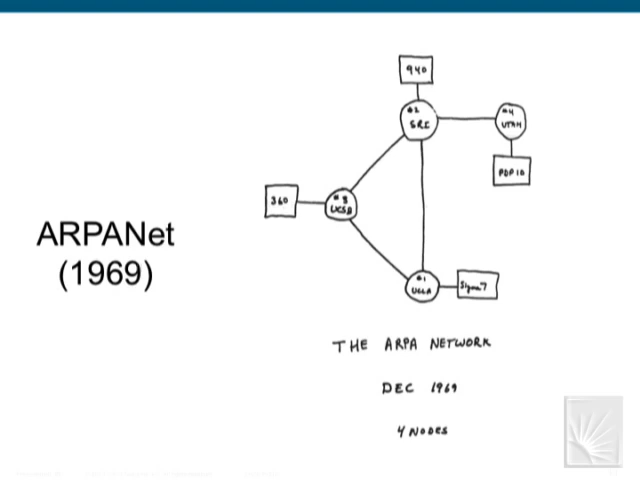 940
#2
SRI
#4
UTAH
PDP 10
360
#3
UCSB
ARPANet
(1969)
#1
UCLA
Sigma 7
THE ARPA NETWORK
DEC 1969
4 NODES